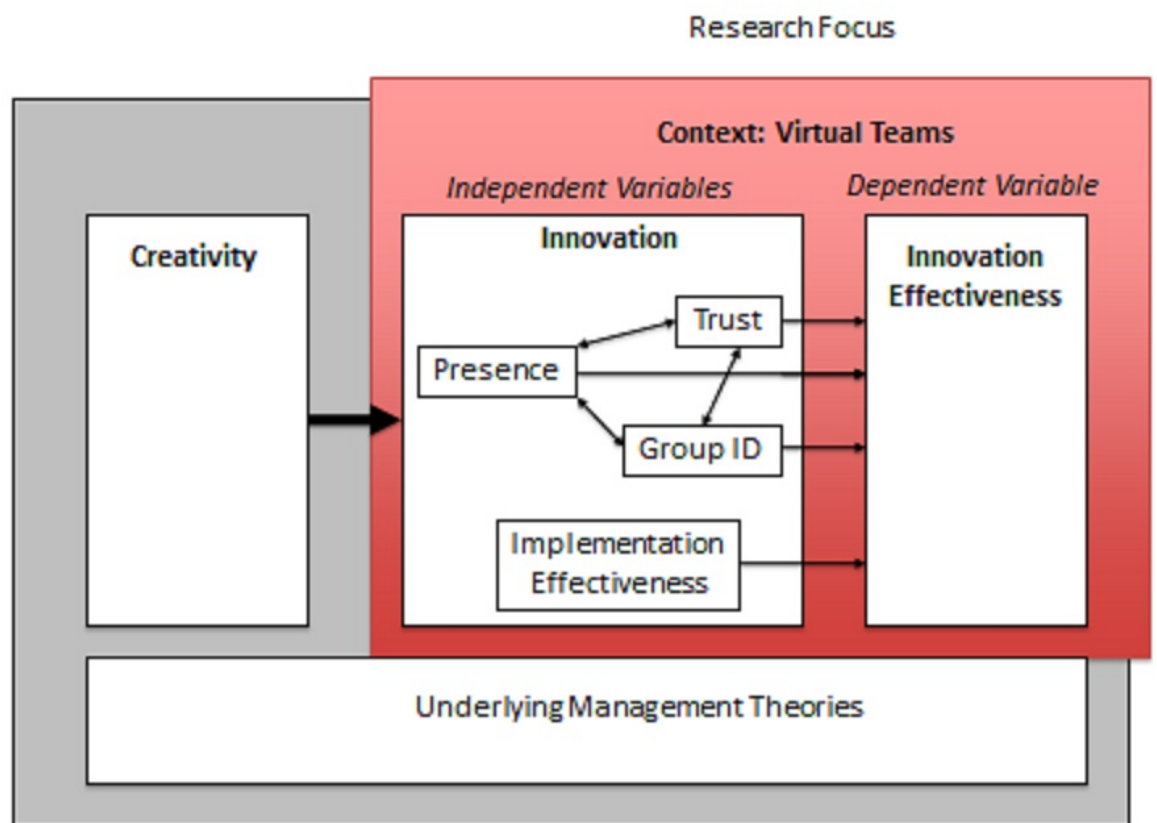 Research Focus
Context: Virtual Teams
Independent Variables
Dependent Variable
Creativity
Innovation
Trust
Presence
Group ID
Implementation
Effectiveness
Innovation
Effectiveness
Underlying Management Theories